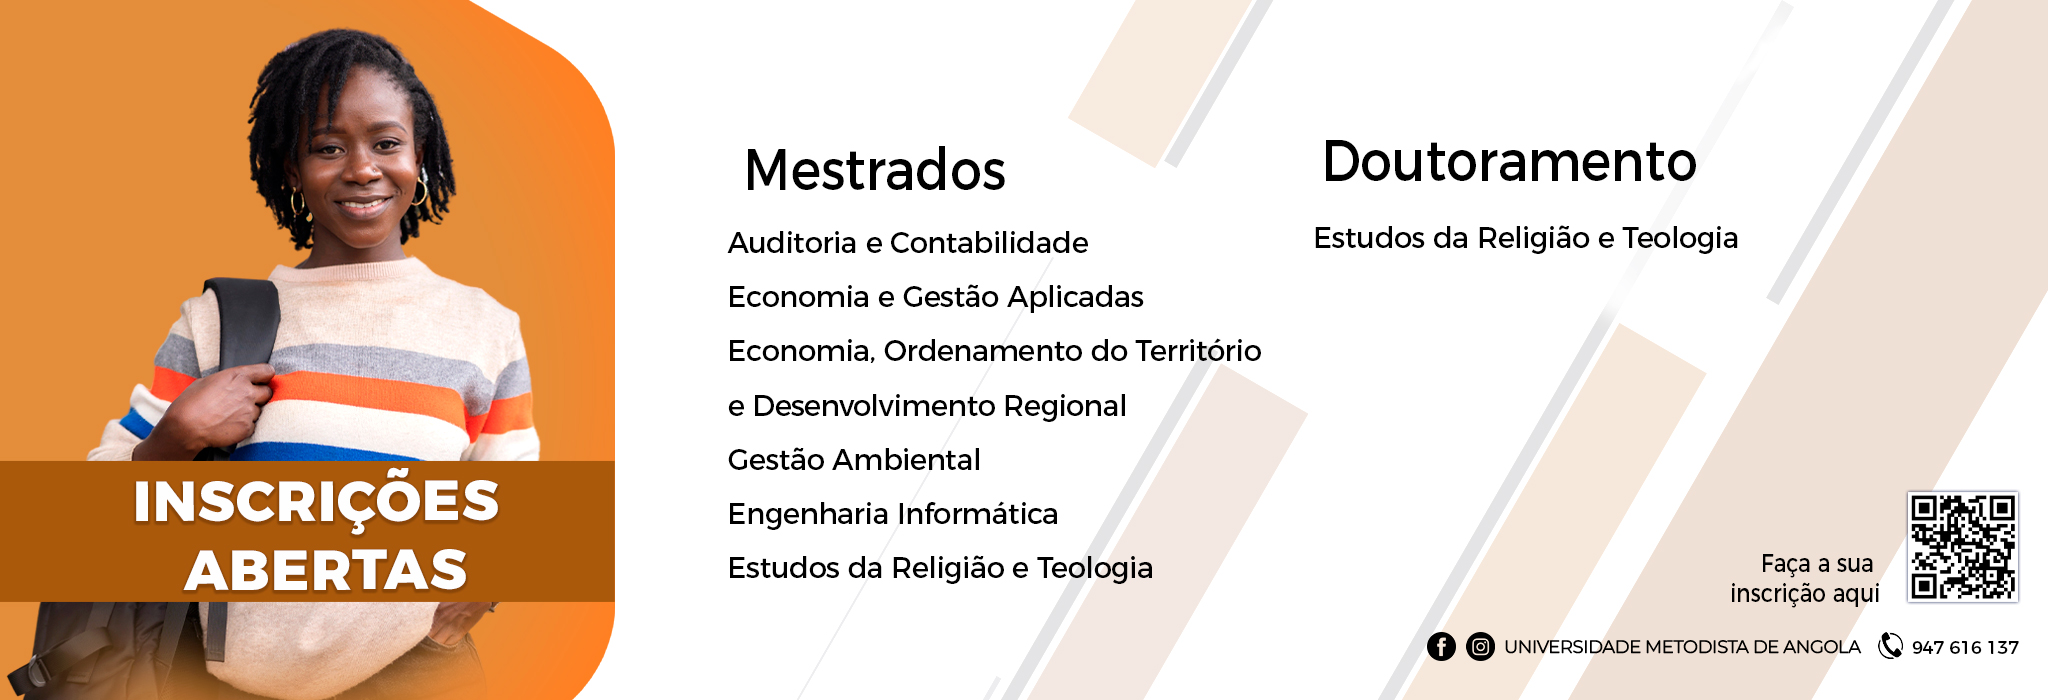 INSCRIÇÕES
ABERTAS
Mestrados
Auditoria e Contabilidade
Economia e Gestão Aplicadas
Economia, Ordenamento do Território
e Desenvolvimento Regional
Gestão Ambiental
Engenharia Informática
Estudos da Religião e Teologia
Doutoramento
Estudos da Religião e Teologia
Faça a sua
inscrição aqui
UNIVERSIDADE METODISTA DE ANGOLA 947 616 137